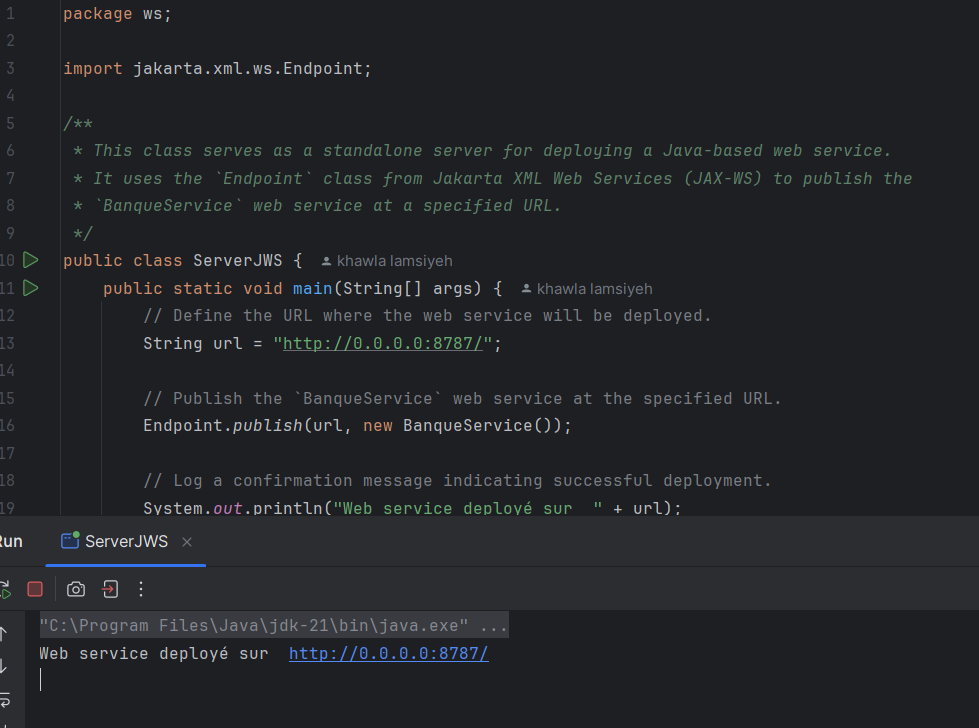 1 package ws;
2
3 import jakarta.xml.ws.Endpoint;
4
5 /**
6 * This class serves as a standalone server for deploying a Java-based web service.
7 * It uses the `Endpoint` class from Jakarta XML Web Services (JAX-WS) to publish the
8 * `BanqueService` web service at a specified URL.
9 */
10 public class ServerJWS { khawla lamsiyeh
11 public static void main(String[] args) { khawla lamsiyeh
12 // Define the URL where the web service will be deployed.
13 String url = "http://0.0.0.0:8787/";
14
15 // Publish the `BanqueService` web service at the specified URL.
16 Endpoint.publish(url, new BanqueService());
17
18 // Log a confirmation message indicating successful deployment.
19 System.out.println("Web service deployé sur  " + url);
Run ServerJWS
"C:\Program Files\Java\jdk-21\bin\java.exe" ...
Web service deployé sur  http://0.0.0.0:8787/